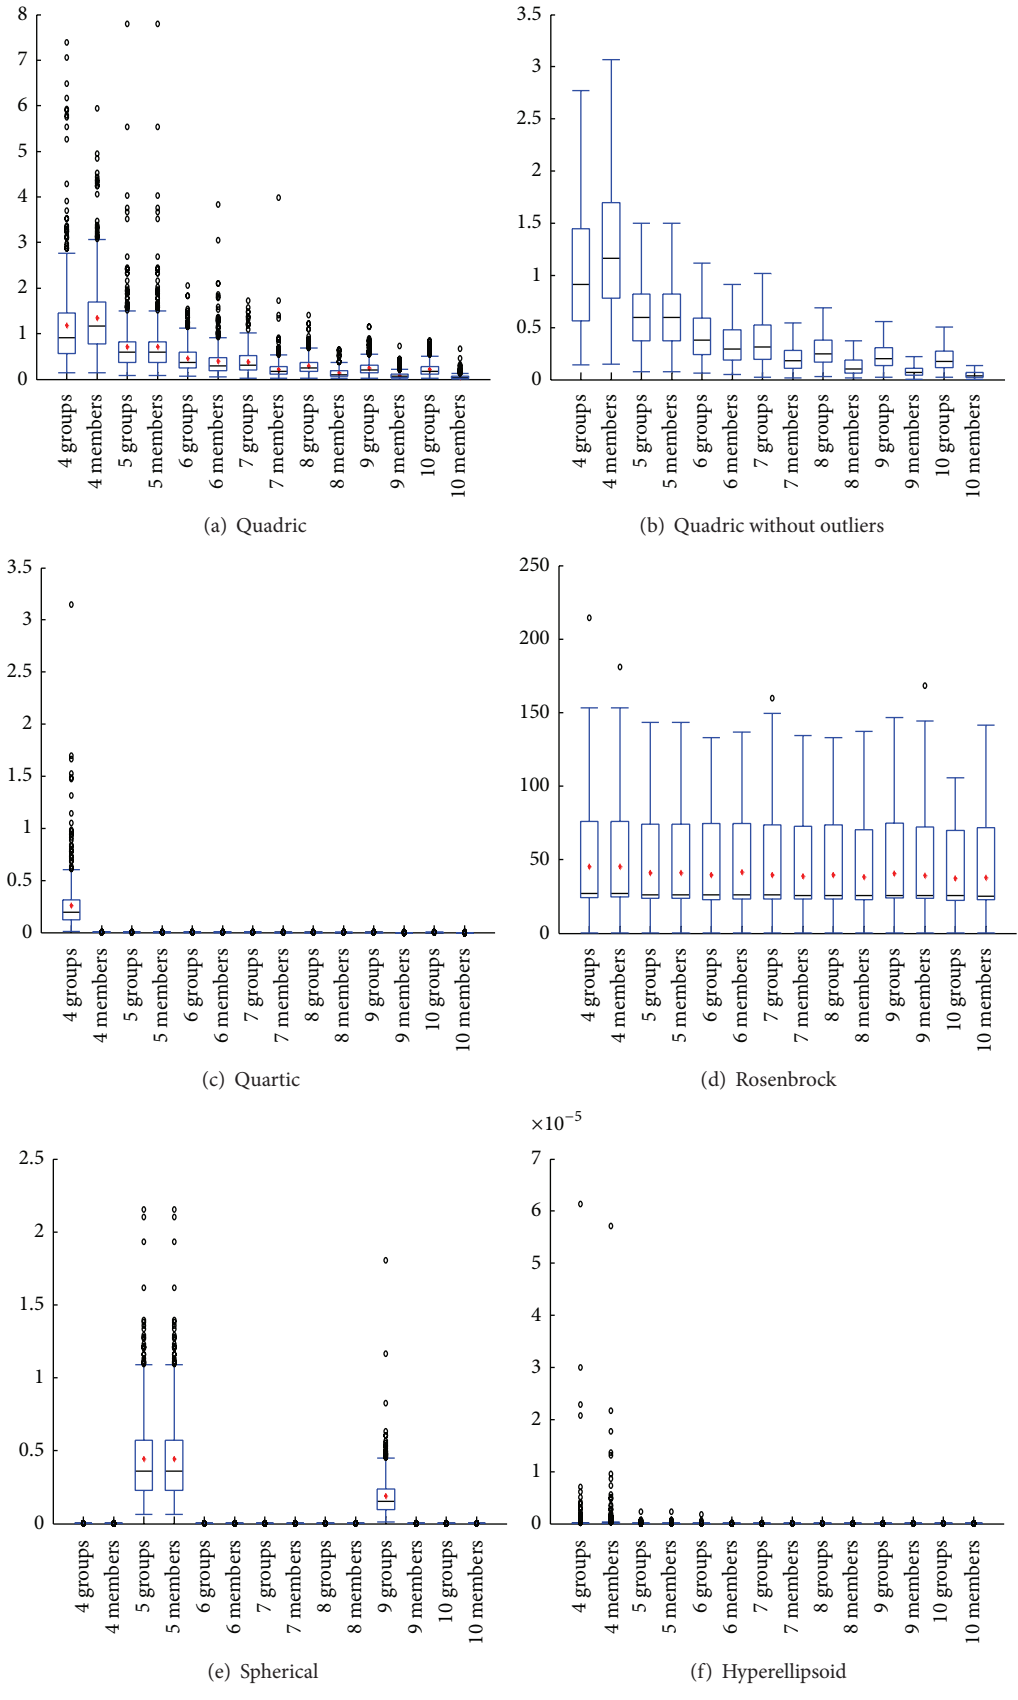 8
7
6
5
4
3
2
1
0
4 groups
4 members
5 groups
5 members
6 groups
6 members
7 groups
7 members
8 groups
8 members
9 groups
9 members
10 groups
10 members
(a) Quadric
3.5
3
2.5
2
1.5
1
0.5
0
4 groups
4 members
5 groups
5 members
6 groups
6 members
7 groups
7 members
8 groups
8 members
9 groups
9 members
10 groups
10 members
(b) Quadric without outliers
3.5
3
2.5
2
1.5
1
0.5
0
4 groups
4 members
5 groups
5 members
6 groups
6 members
7 groups
7 members
8 groups
8 members
9 groups
9 members
10 groups
10 members
(c) Quartic
250
200
150
100
50
0
4 groups
4 members
5 groups
5 members
6 groups
6 members
7 groups
7 members
8 groups
8 members
9 groups
9 members
10 groups
10 members
(d) Rosenbrock
2.5
2
1.5
1
0.5
0
4 groups
4 members
5 groups
5 members
6 groups
6 members
7 groups
7 members
8 groups
8 members
9 groups
9 members
10 groups
10 members
(e) Spherical
×10⁻⁵
7
6
5
4
3
2
1
0
4 groups
4 members
5 groups
5 members
6 groups
6 members
7 groups
7 members
8 groups
8 members
9 groups
9 members
10 groups
10 members
(f) Hyperellipsoid